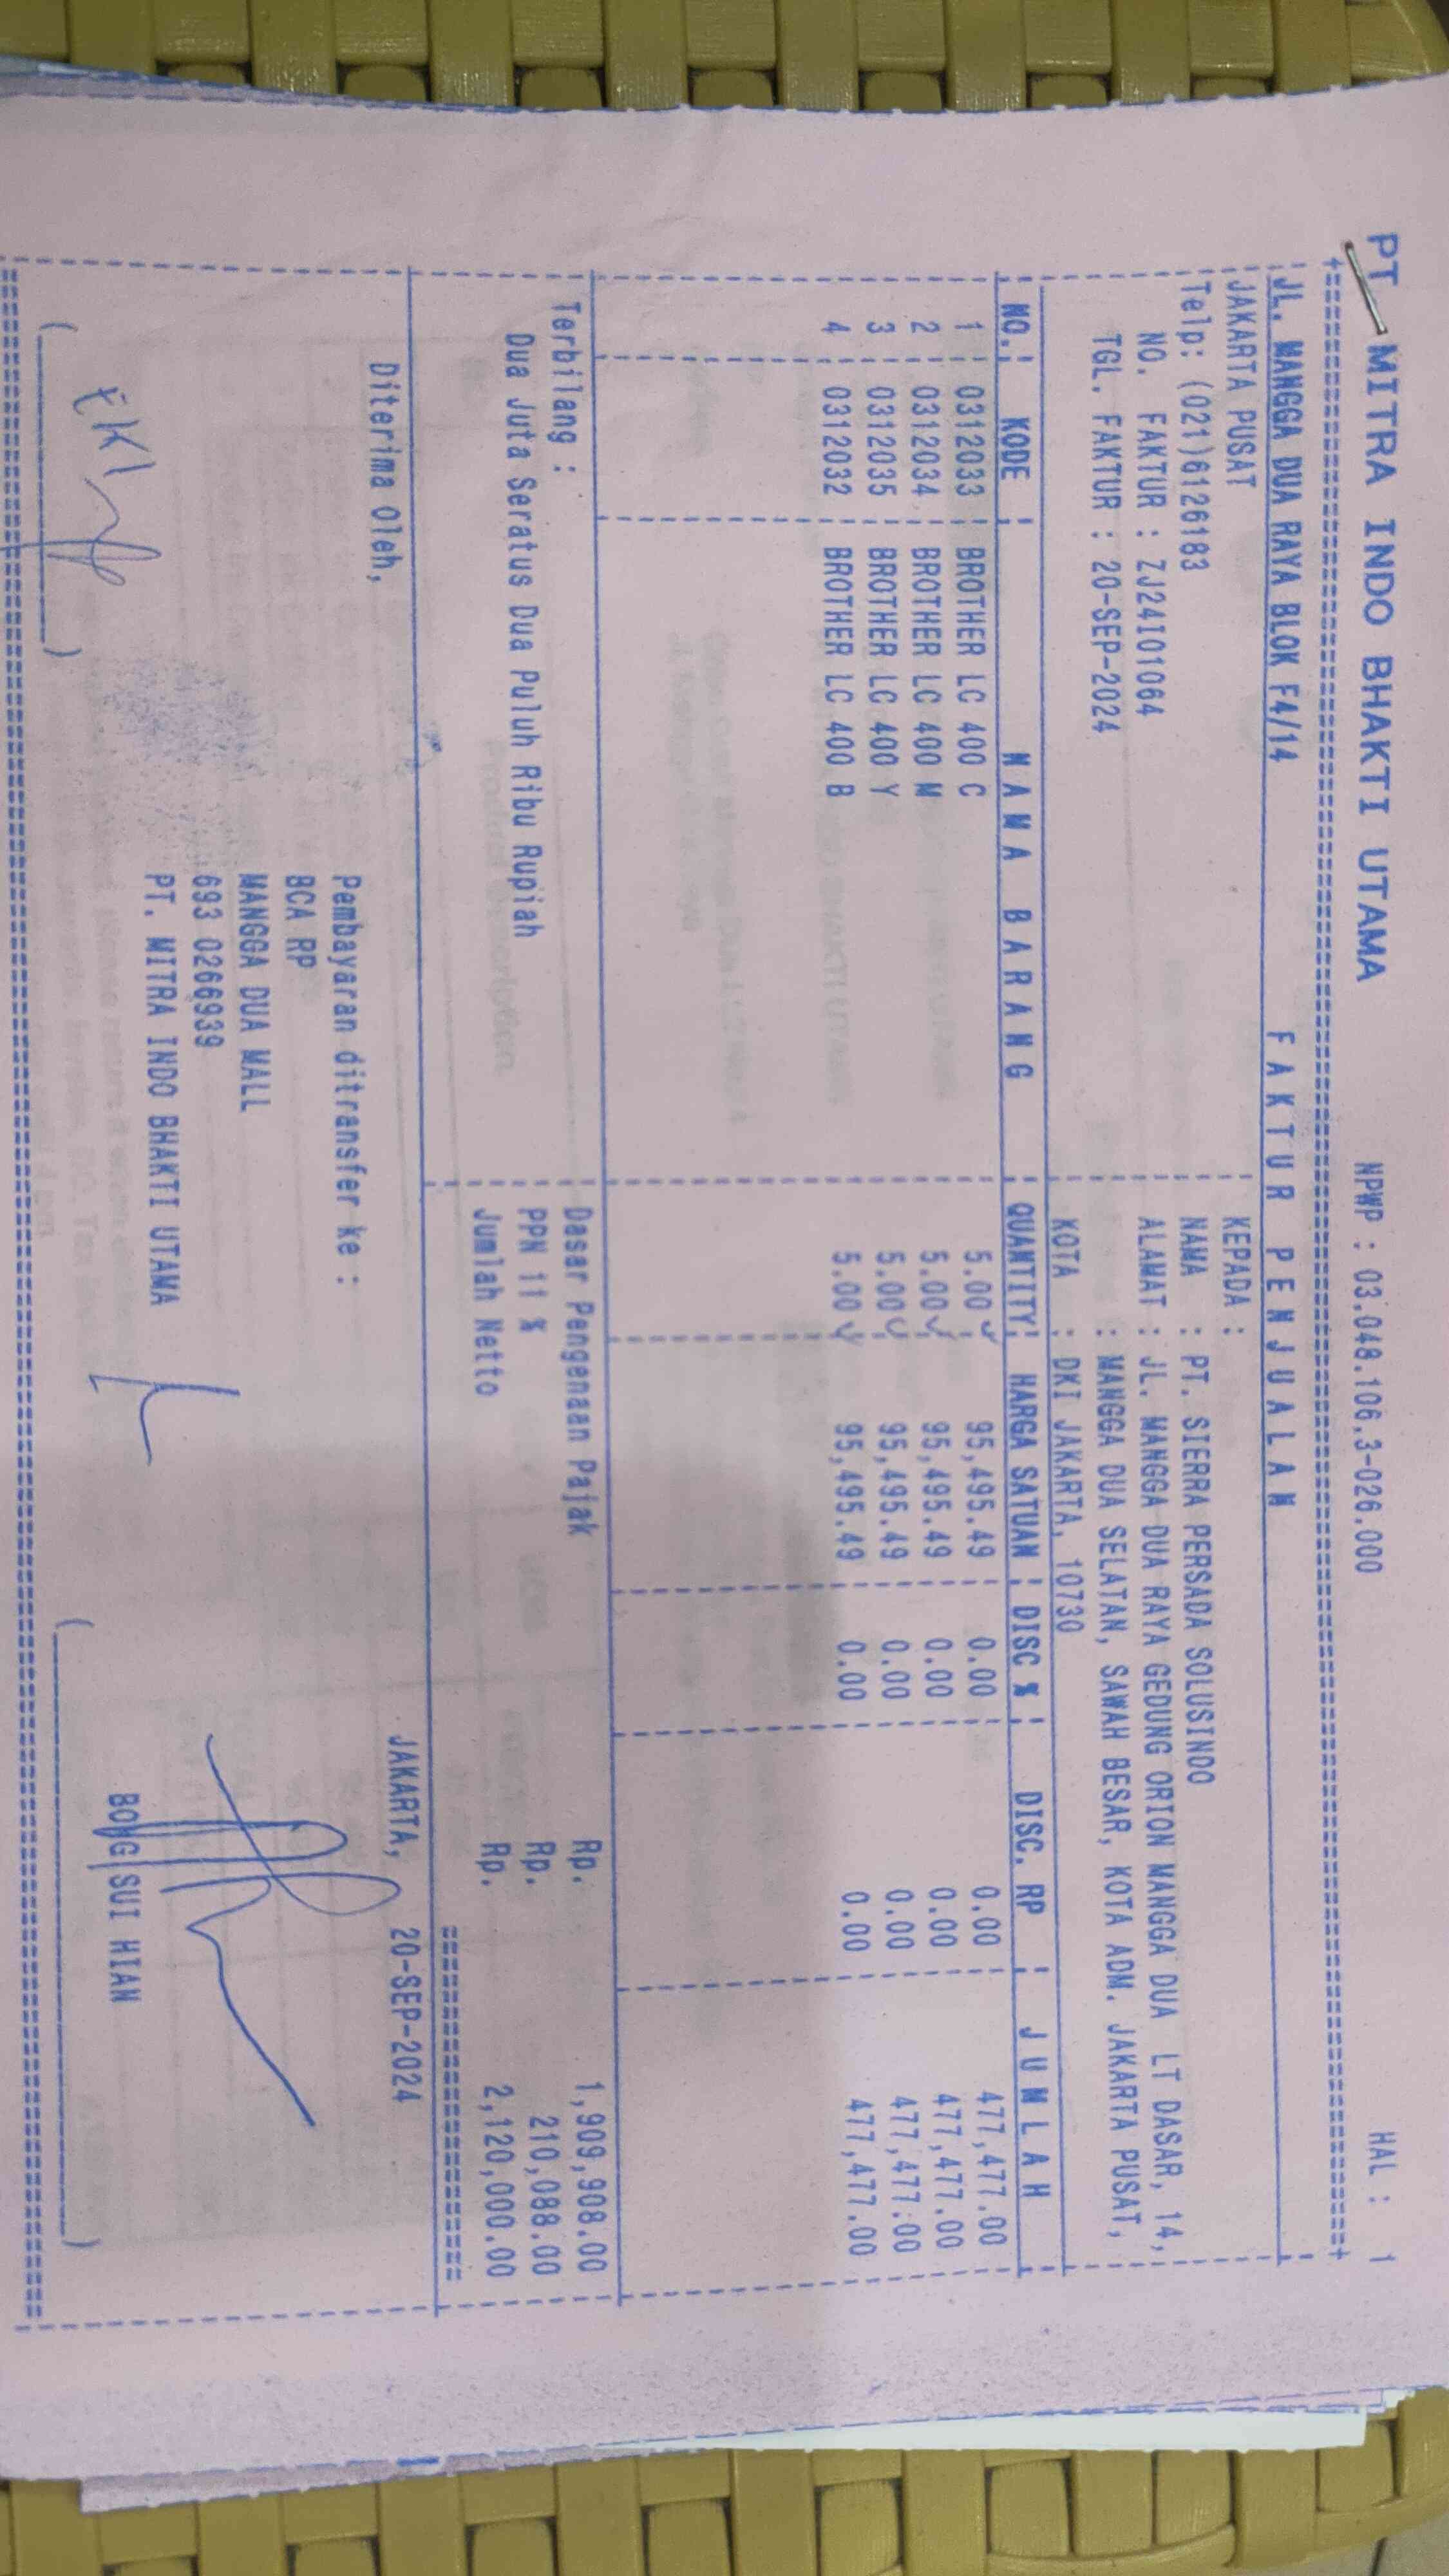 PT MITRA INDO BHAKTI UTAMA NPWP : 03.048.106.3-026.000 HAL : 1
JL. MANGGA DUA RAYA BLOK F4/14 F A K T U R P E N J U A L A N
JAKARTA PUSAT KEPADA :
Telp: (021)6126183 NAMA : PT. SIERRA PERSADA SOLUSINDO
NO. FAKTUR : ZJ24I01064 ALAMAT : JL. MANGGA DUA RAYA GEDUNG ORION MANGGA DUA LT DASAR, 14,
TGL. FAKTUR : 20-SEP-2024 : MANGGA DUA SELATAN, SAWAH BESAR, KOTA ADM. JAKARTA PUSAT,
KOTA : DKI JAKARTA, 10730
NO. KODE N A M A B A R A N G QUANTITY HARGA SATUAN DISC % DISC. RP J U M L A H
1 0312033 BROTHER LC 400 C 5.00 95,495.49 0.00 0.00 477,477.00
2 0312034 BROTHER LC 400 M 5.00 95,495.49 0.00 0.00 477,477.00
3 0312035 BROTHER LC 400 Y 5.00 95,495.49 0.00 0.00 477,477.00
4 0312032 BROTHER LC 400 B 5.00 95,495.49 0.00 0.00 477,477.00
Terbilang : Dasar Pengenaan Pajak Rp. 1,909,908.00
Dua Juta Seratus Dua Puluh Ribu Rupiah PPN 11 % Rp. 210,088.00
Jumlah Netto Rp. 2,120,000.00
Diterima Oleh, JAKARTA, 20-SEP-2024
Pembayaran ditransfer ke :
BCA RP
MANGGA DUA MALL
693 0266939
PT. MITRA INDO BHAKTI UTAMA
BONG SUI HIAN